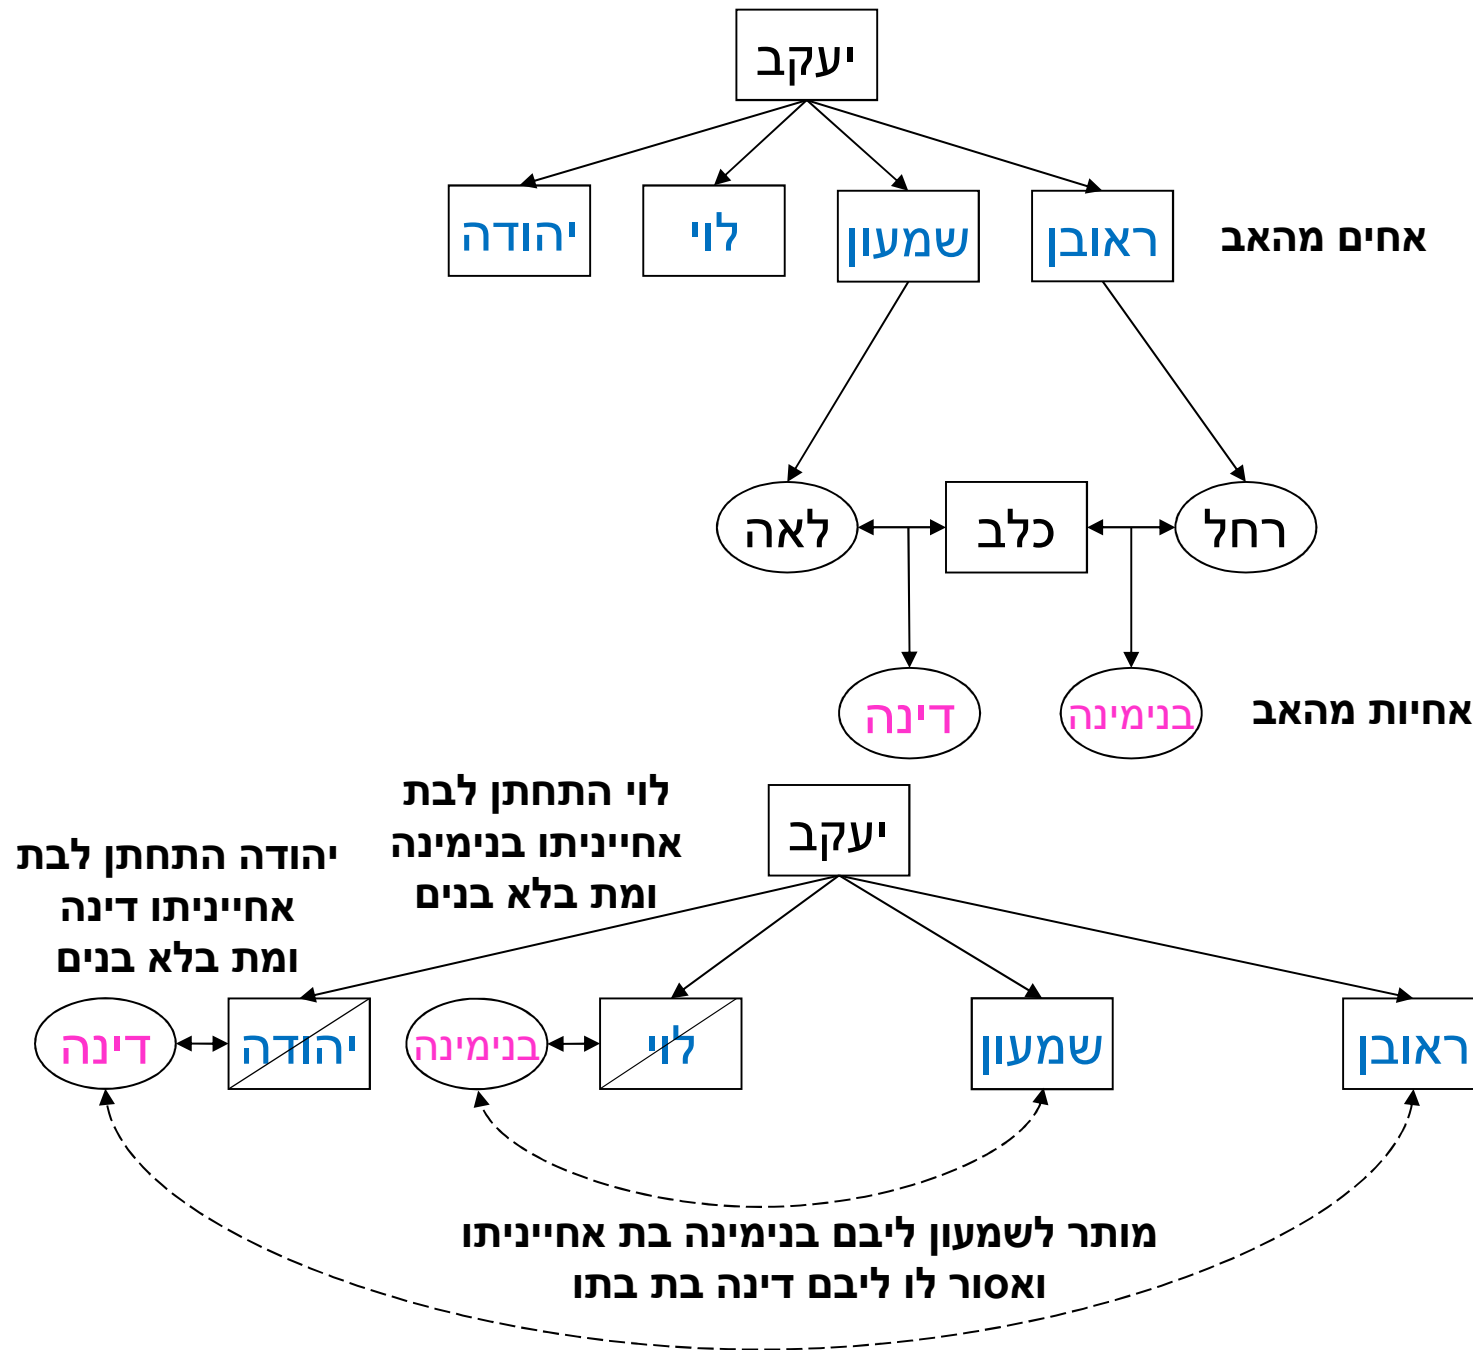 יעקב
ראובן
שמעון
לוי
יהודה
אחים מהאב
רחל
כלב
לאה
בנימינה
דינה
אחיות מהאב
יעקב
לוי התחתן לבת
אחייניתו בנימינה
ומת בלא בנים
יהודה התחתן לבת
אחייניתו דינה
ומת בלא בנים
ראובן
שמעון
לוי
בנימינה
יהודה
דינה
מותר לשמעון ליבם בנימינה בת אחייניתו
ואסור לו ליבם דינה בת בתו